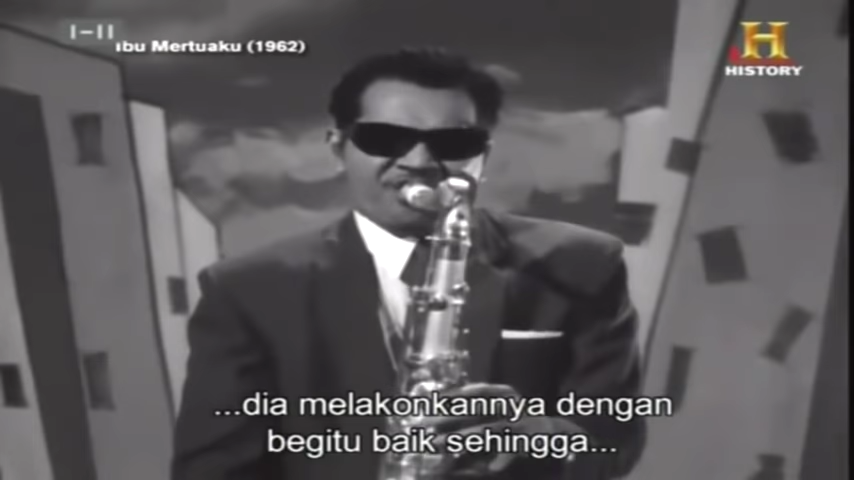 I-II
ibu Mertuaku (1962)
H
HISTORY
...dia melakonkannya dengan
begitu baik sehingga...